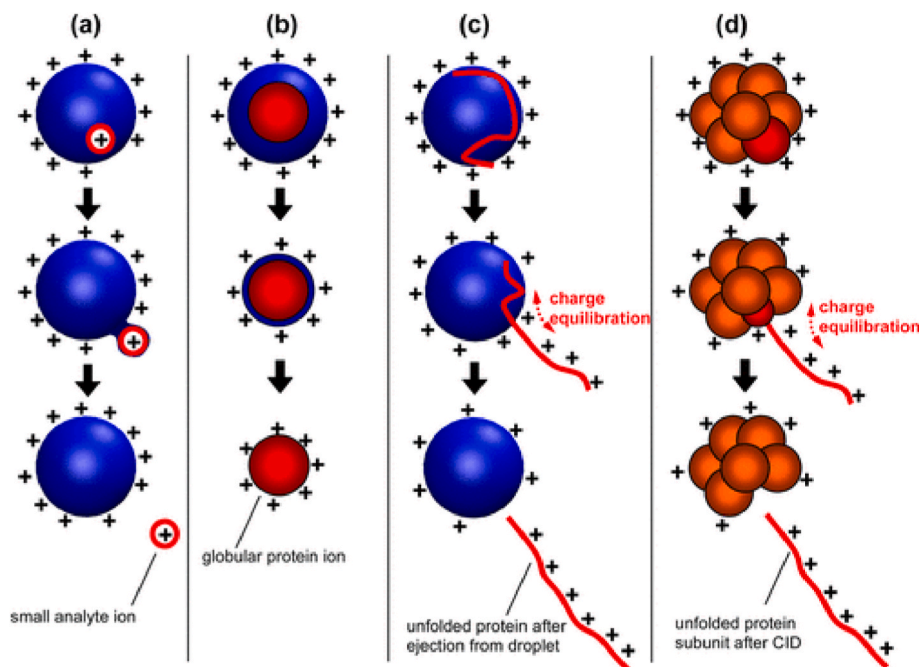 (a)
(b)
(c)
(d)
charge
equilibration
charge
equilibration
small analyte ion
globular protein ion
unfolded protein after
ejection from droplet
unfolded protein
subunit after CID